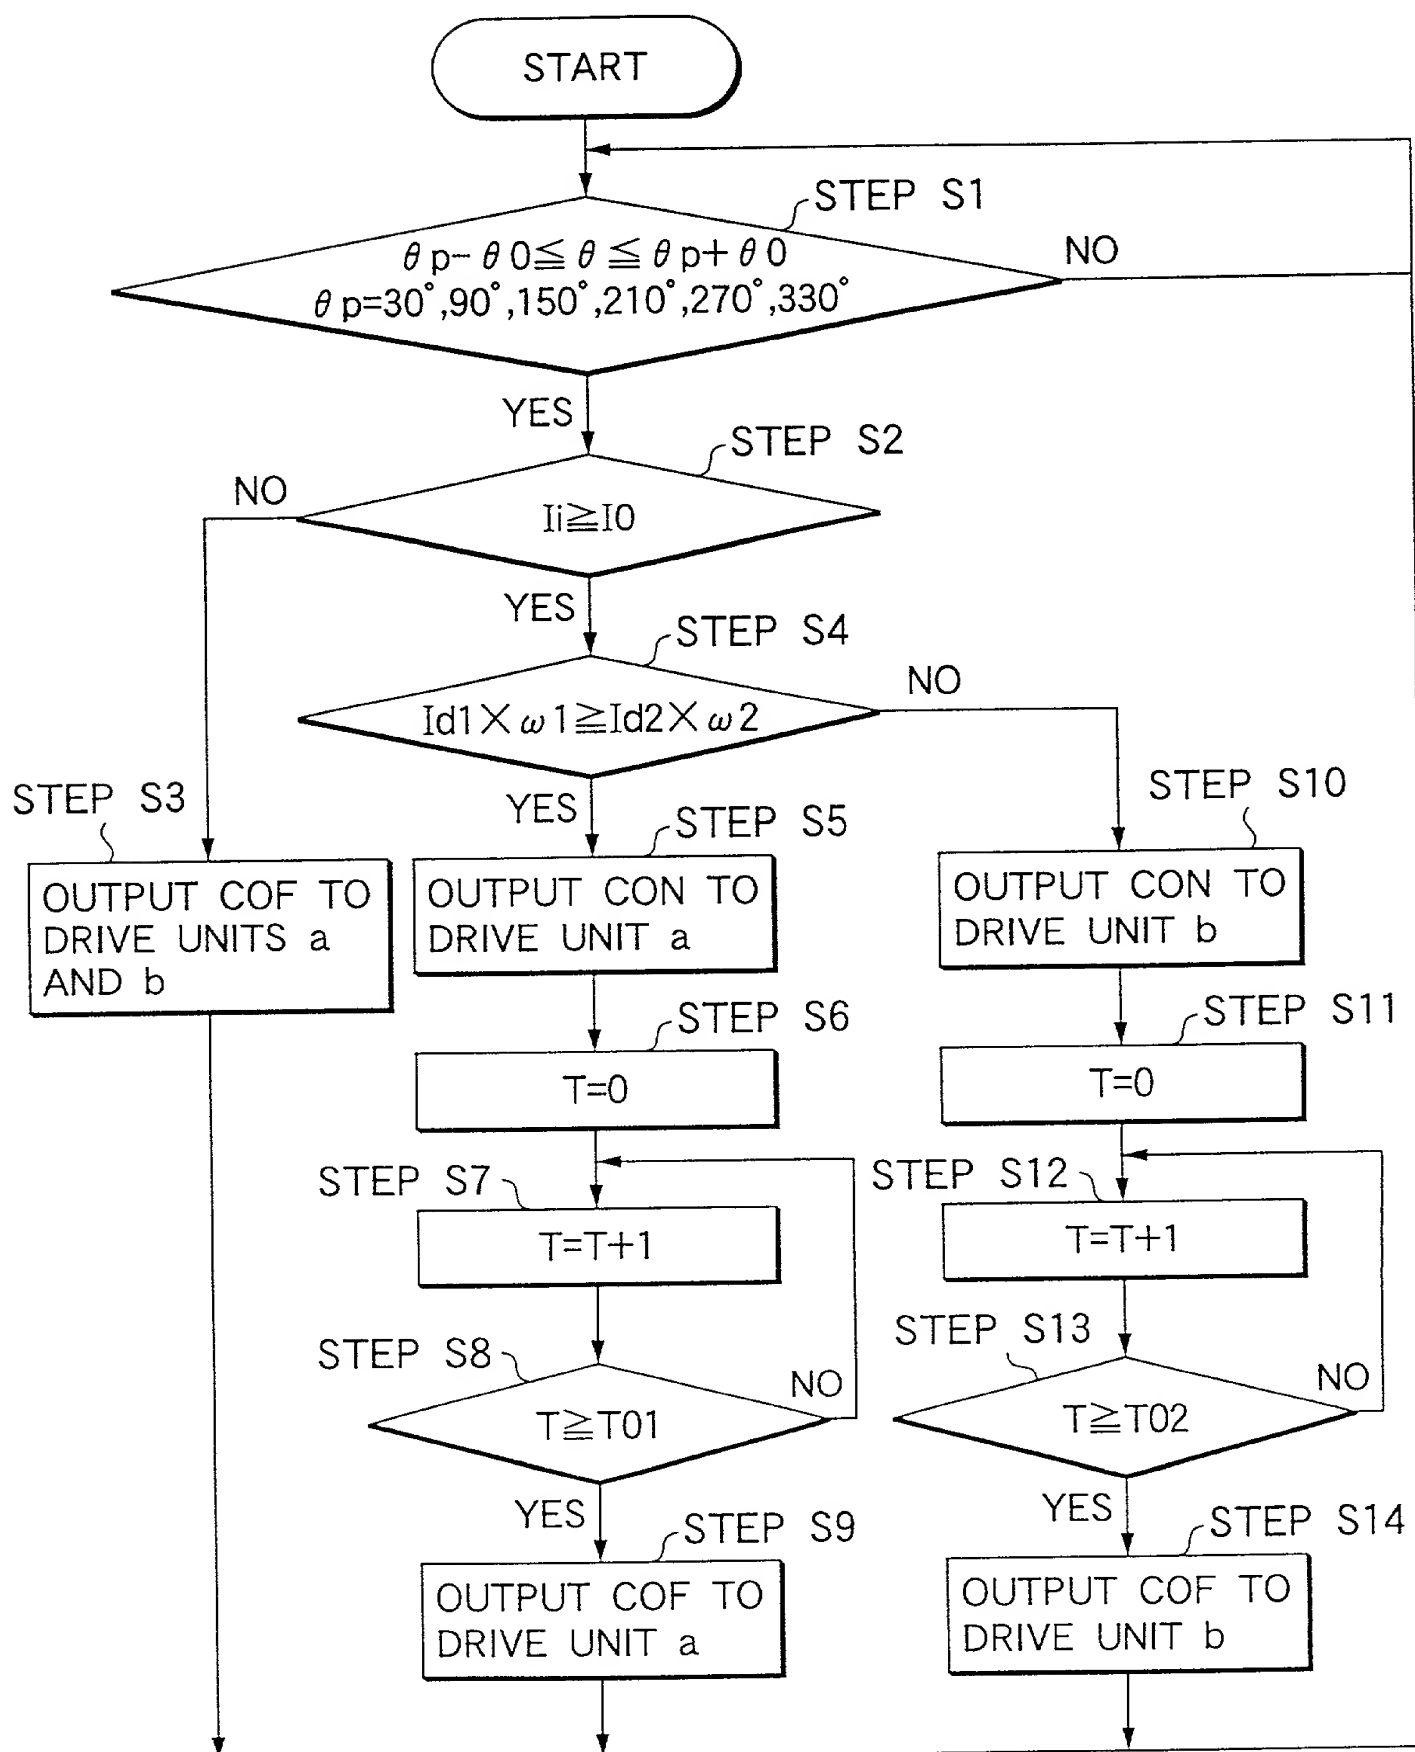 START
STEP S1
θp−θ0≦θ≦θp+θ0
θp=30°,90°,150°,210°,270°,330°
NO
YES
STEP S2
NO
Ii≧I0
YES
STEP S4
NO
Id1×ω1≧Id2×ω2
STEP S3
YES
STEP S5
STEP S10
OUTPUT COF TO
DRIVE UNITS a
AND b
OUTPUT CON TO
DRIVE UNIT a
OUTPUT CON TO
DRIVE UNIT b
STEP S6
STEP S11
T=0
T=0
STEP S7
STEP S12
T=T+1
T=T+1
STEP S8
STEP S13
NO
NO
T≧T01
T≧T02
YES
STEP S9
YES
STEP S14
OUTPUT COF TO
DRIVE UNIT a
OUTPUT COF TO
DRIVE UNIT b